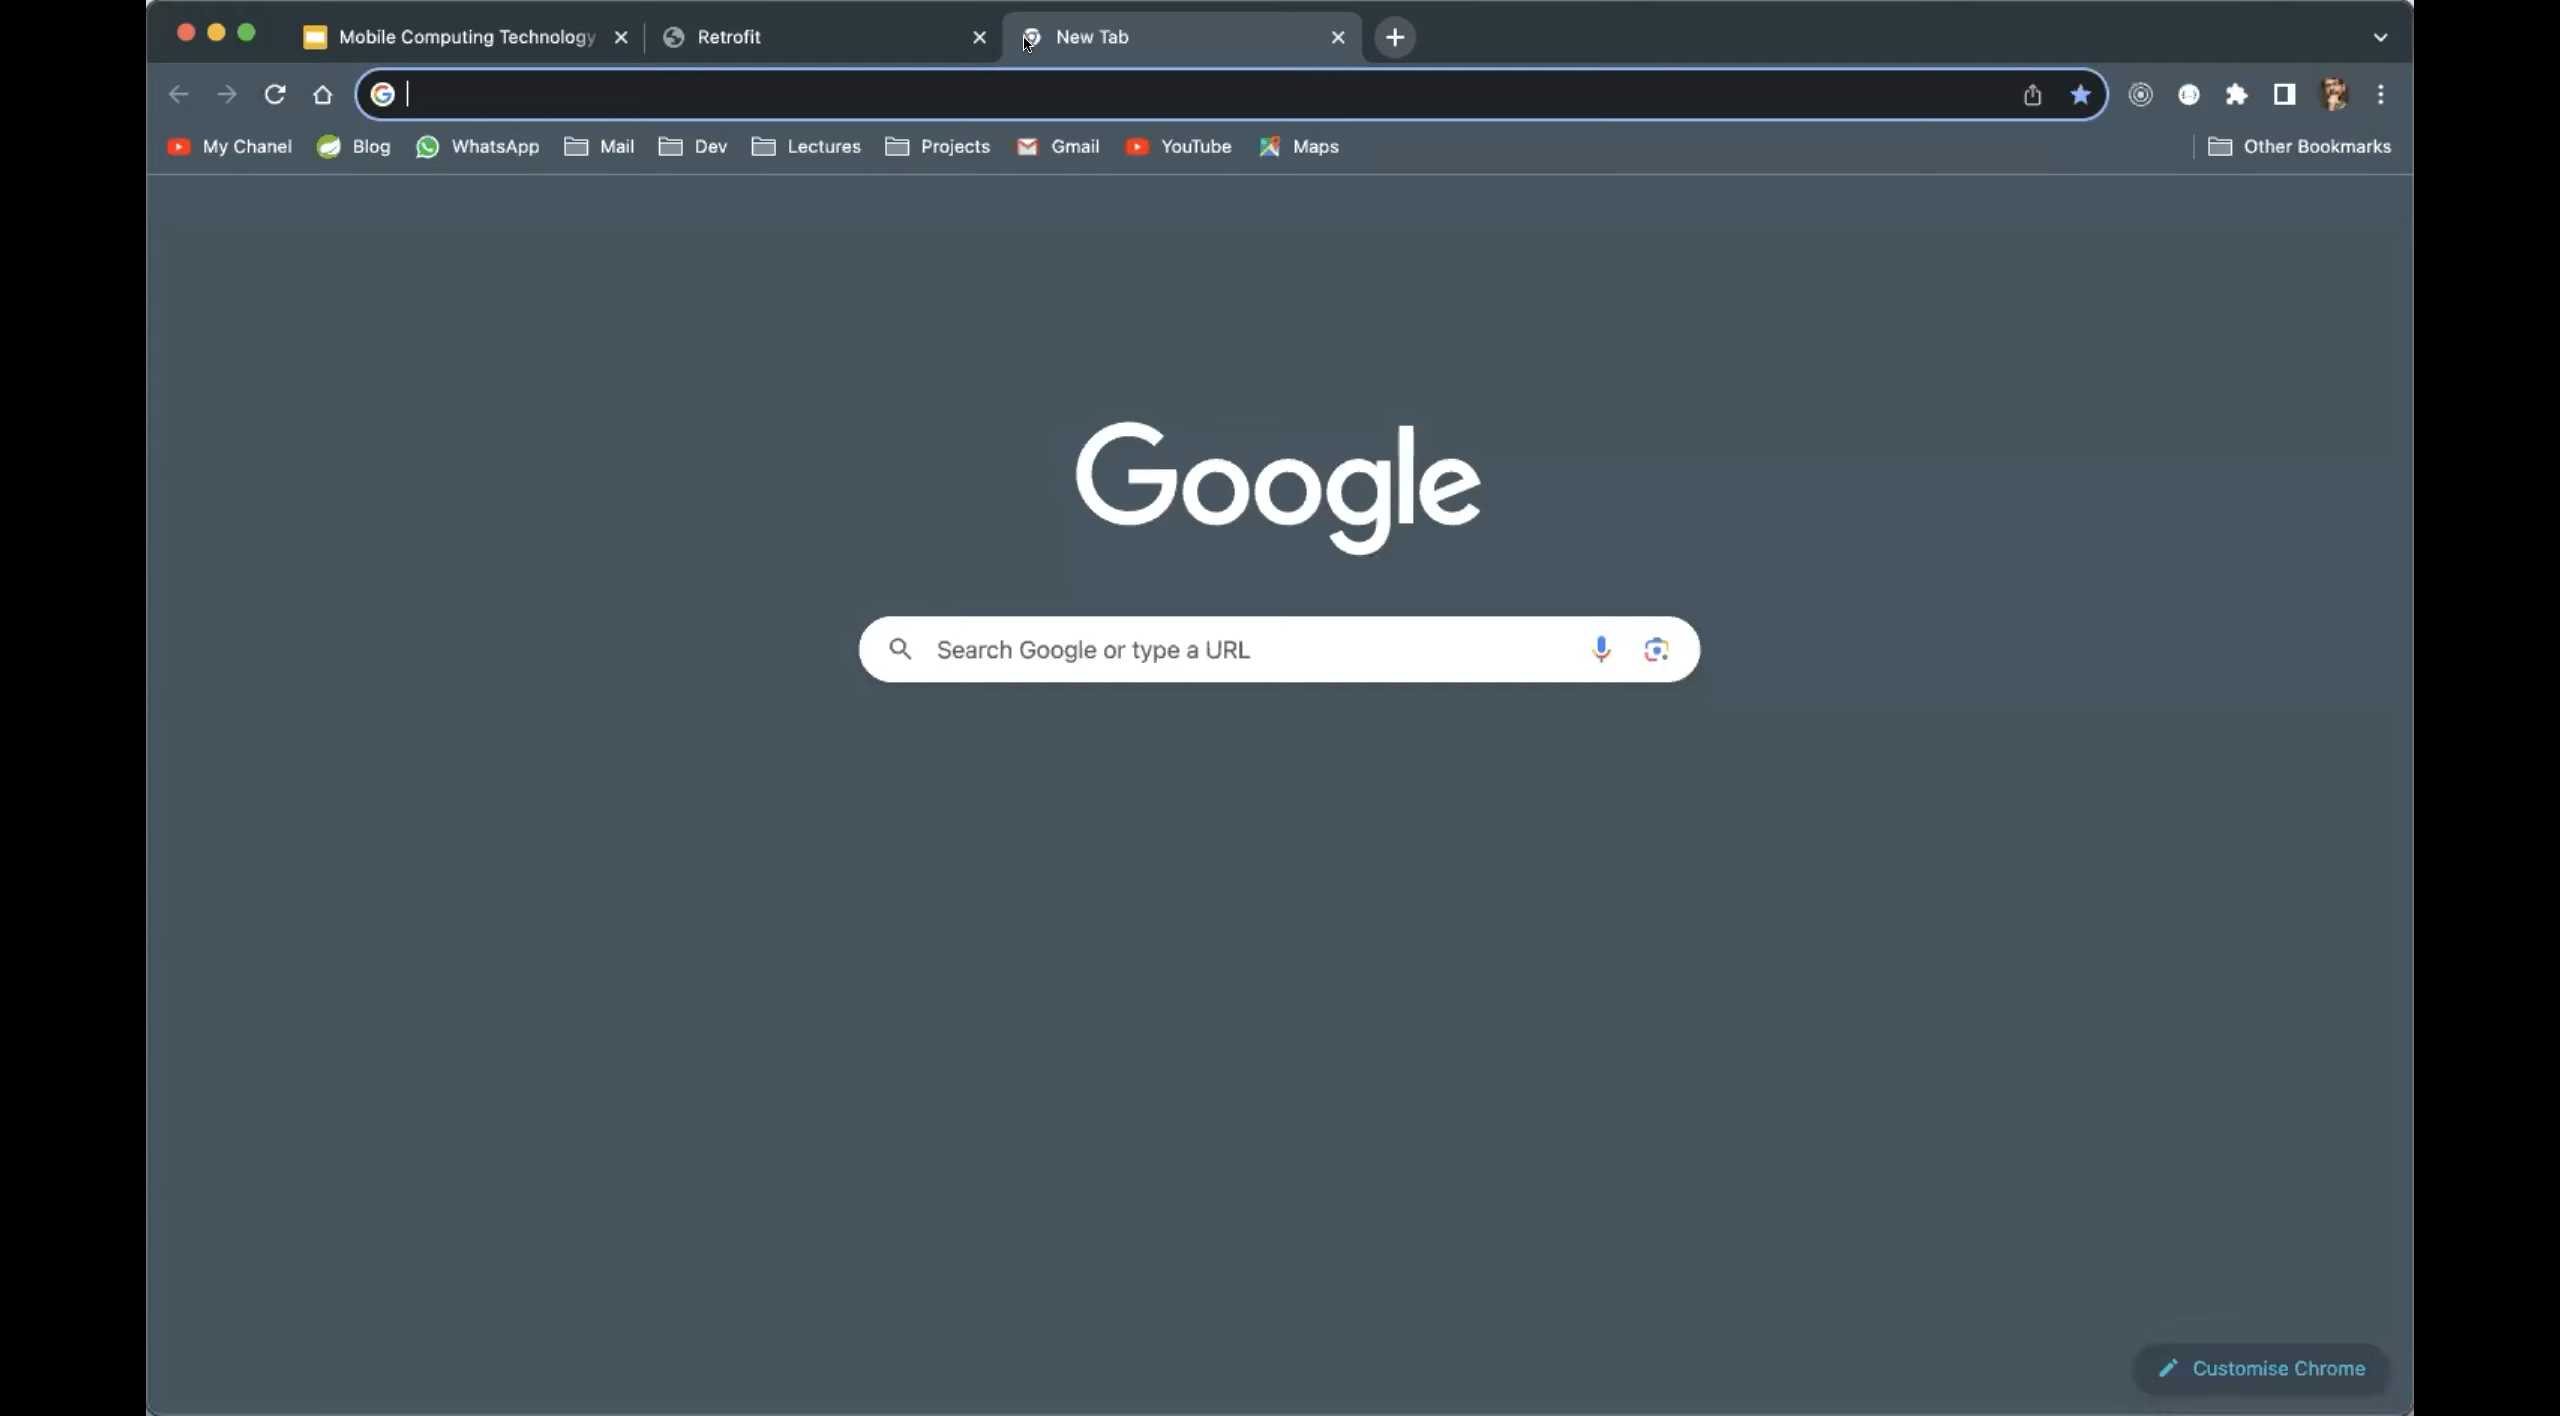 Mobile Computing Technology
Retrofit
New Tab
My Chanel
Blog
WhatsApp
Mail
Dev
Lectures
Projects
Gmail
YouTube
Maps
Other Bookmarks
Google
Search Google or type a URL
Customise Chrome